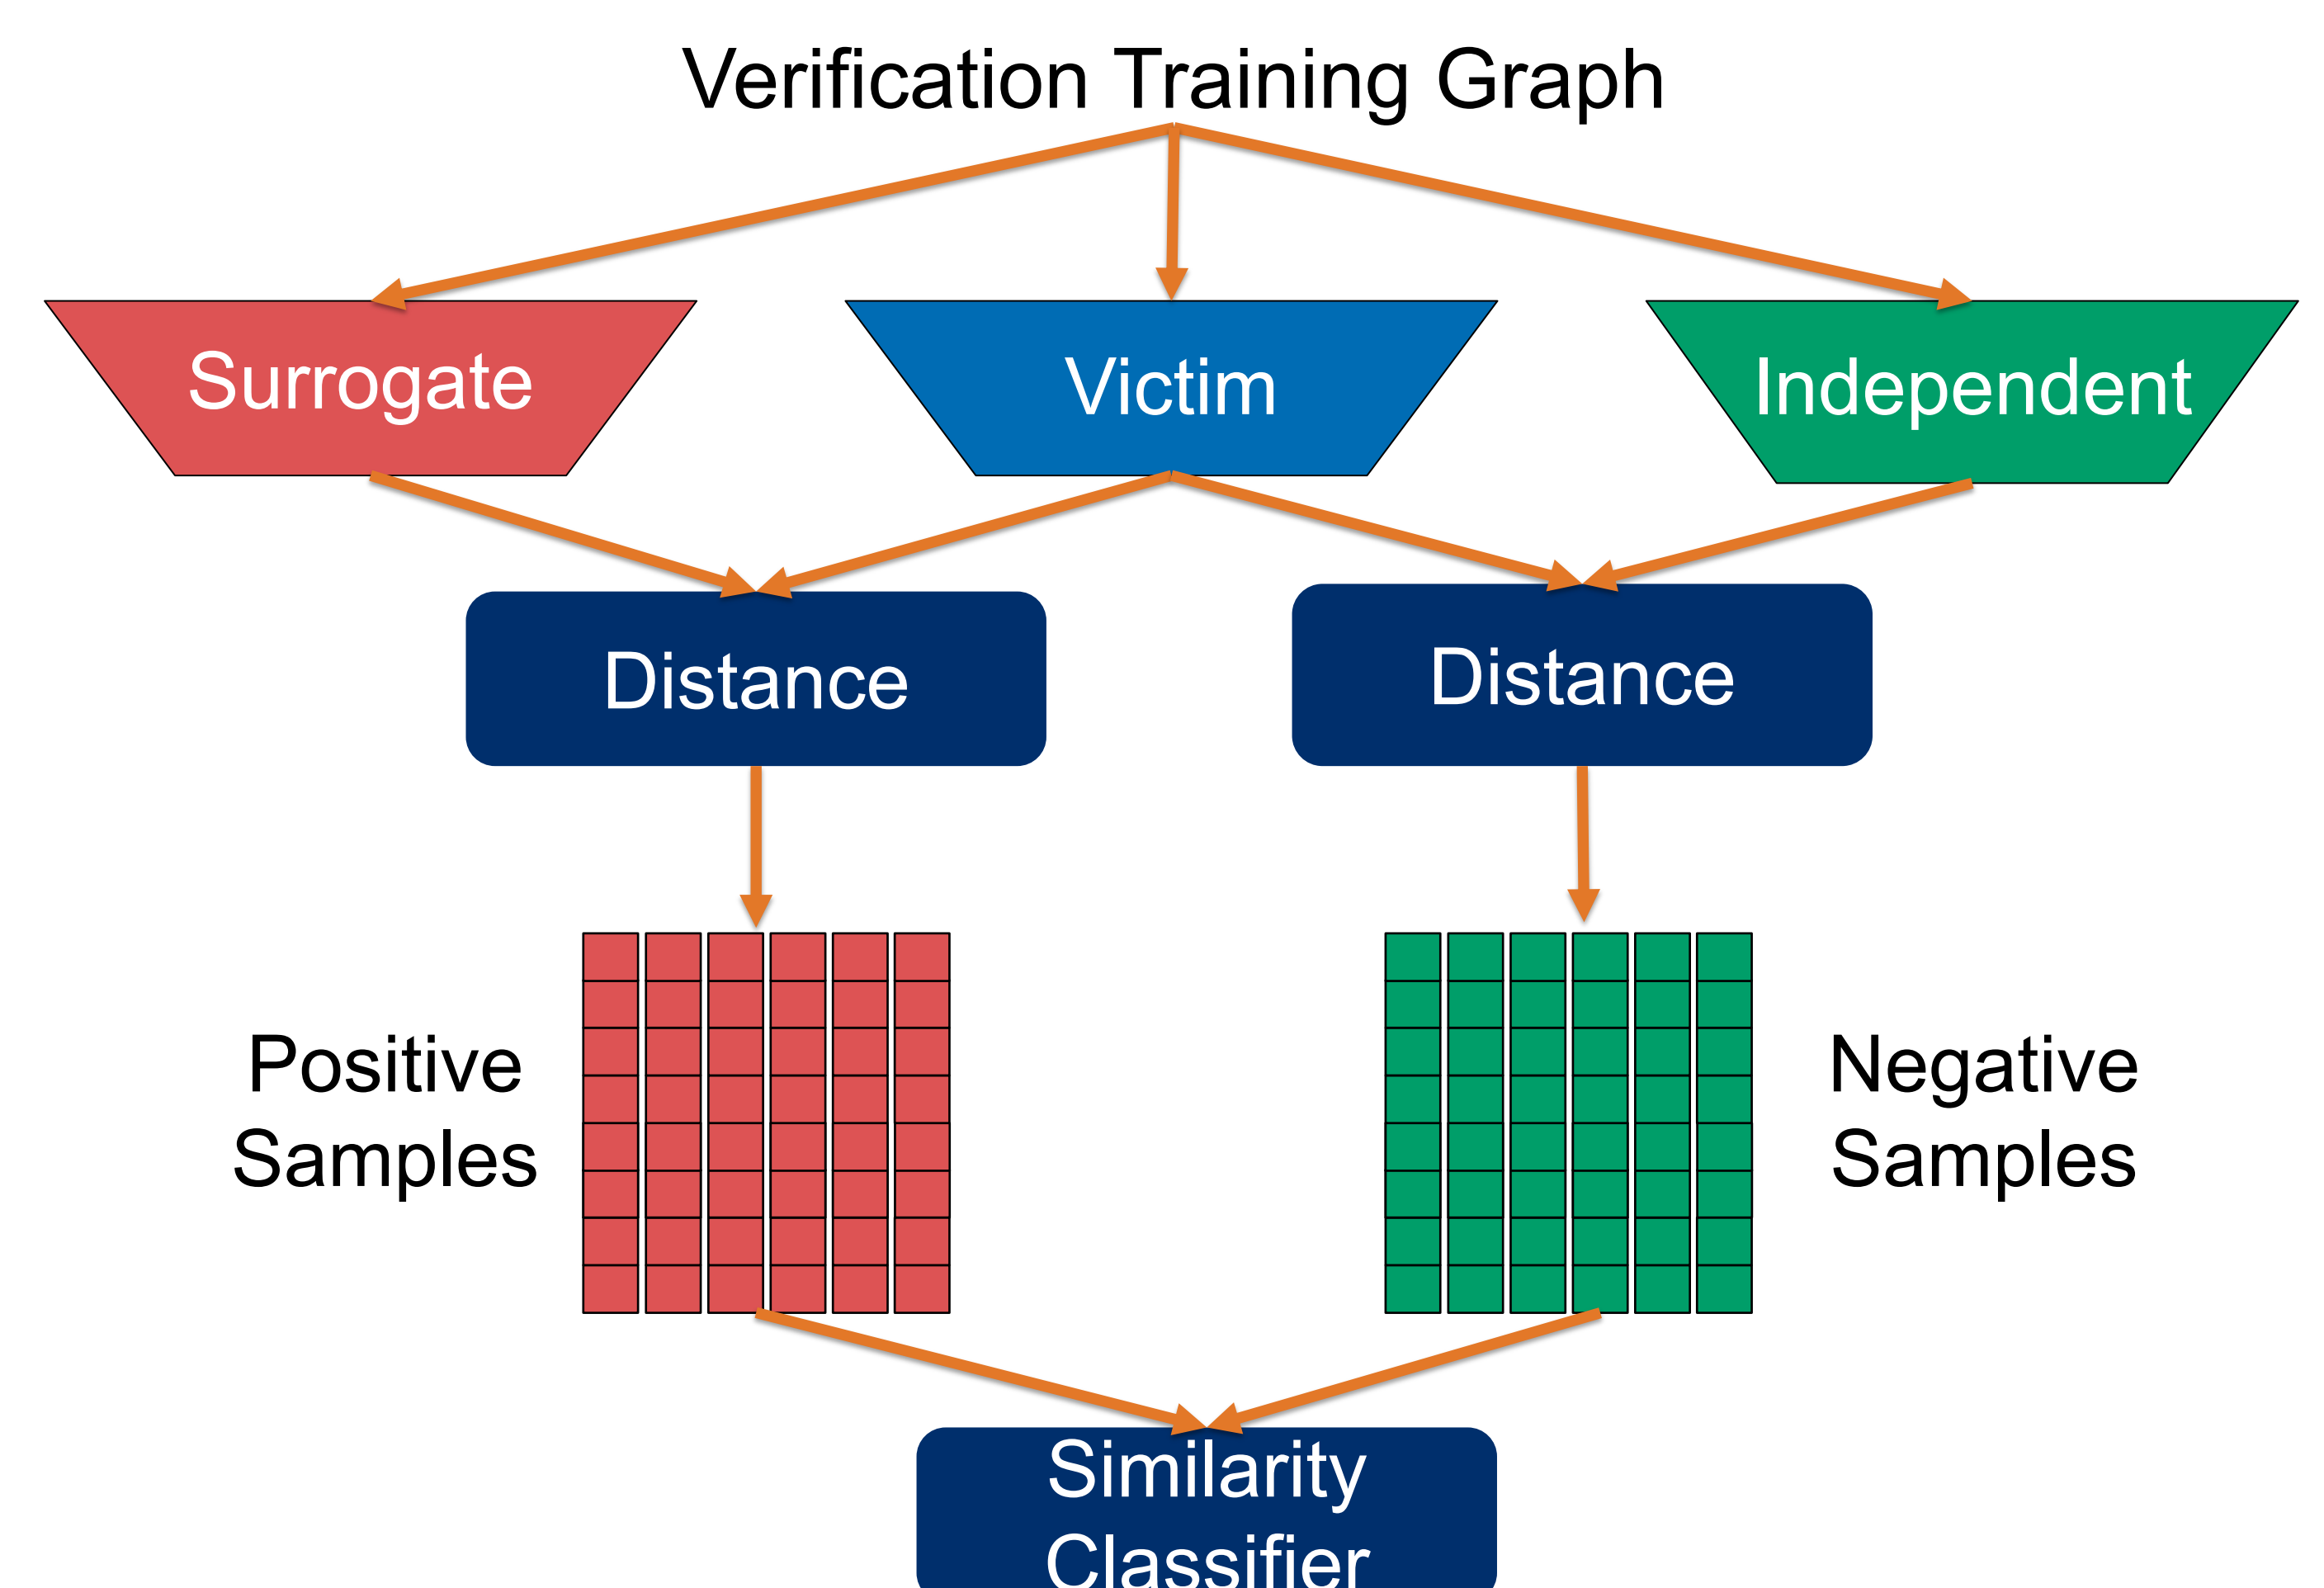 Verification Training Graph
Surrogate
Victim
Independent
Distance
Distance
Positive
Samples
Negative
Samples
Similarity
Classifier